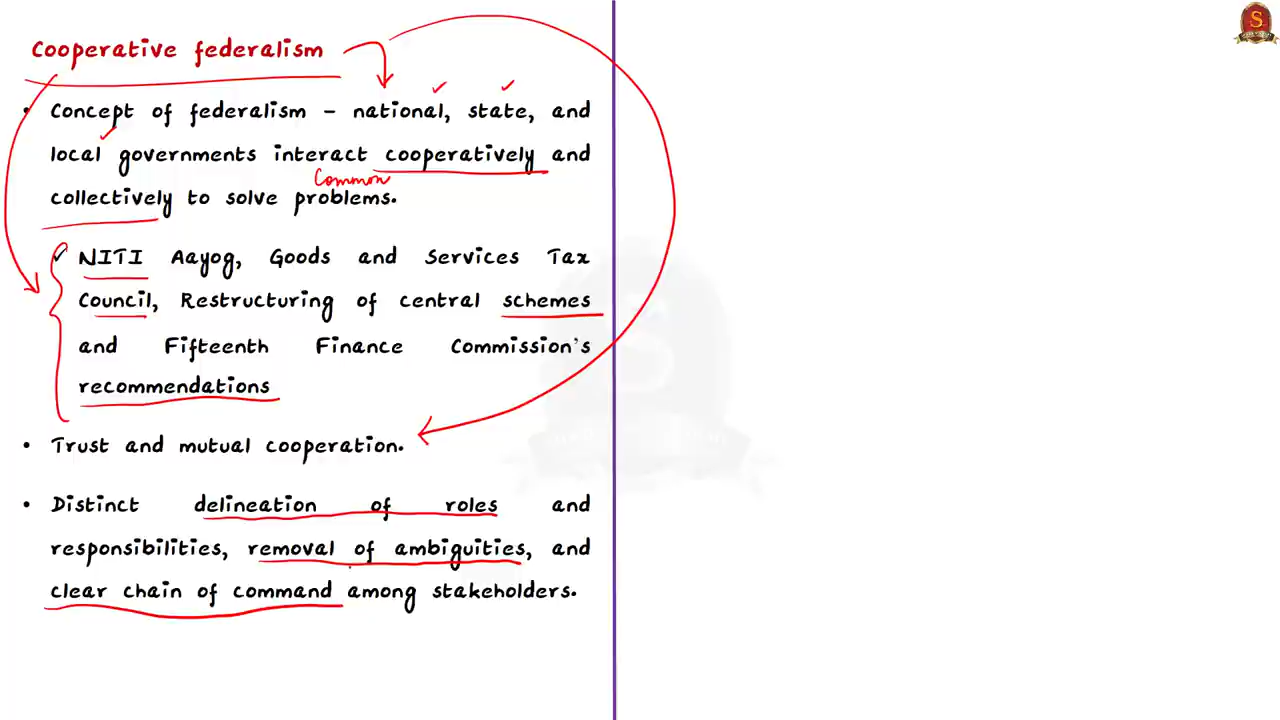 Cooperative federalism
• Concept of federalism – national, state, and
local governments interact cooperatively and
Common
collectively to solve problems.
✓ NITI Aayog, Goods and Services Tax
Council, Restructuring of central schemes
and Fifteenth Finance Commission's
recommendations
• Trust and mutual cooperation.
• Distinct delineation of roles and
responsibilities, removal of ambiguities, and
clear chain of command among stakeholders.